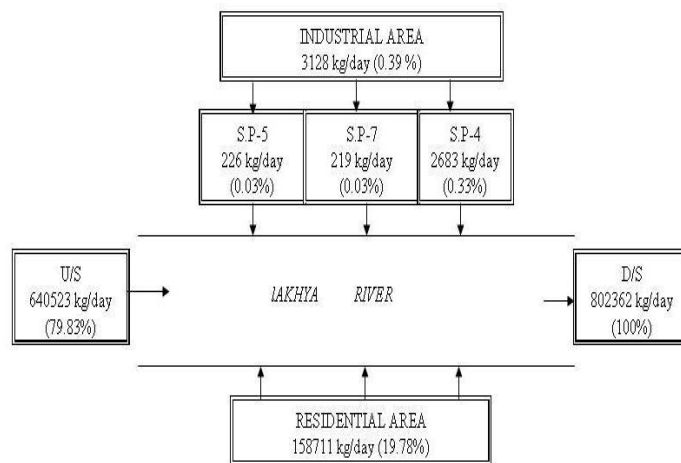 INDUSTRIAL AREA
3128 kg/day (0.39 %)
S.P-5
226 kg/day
(0.03%)
S.P-7
219 kg/day
(0.03%)
S.P-4
2683 kg/day
(0.33%)
U/S
640523 kg/day
(79.83%)
lAKHYA RIVER
D/S
802362 kg/day
(100%)
RESIDENTIAL AREA
158711 kg/day (19.78%)